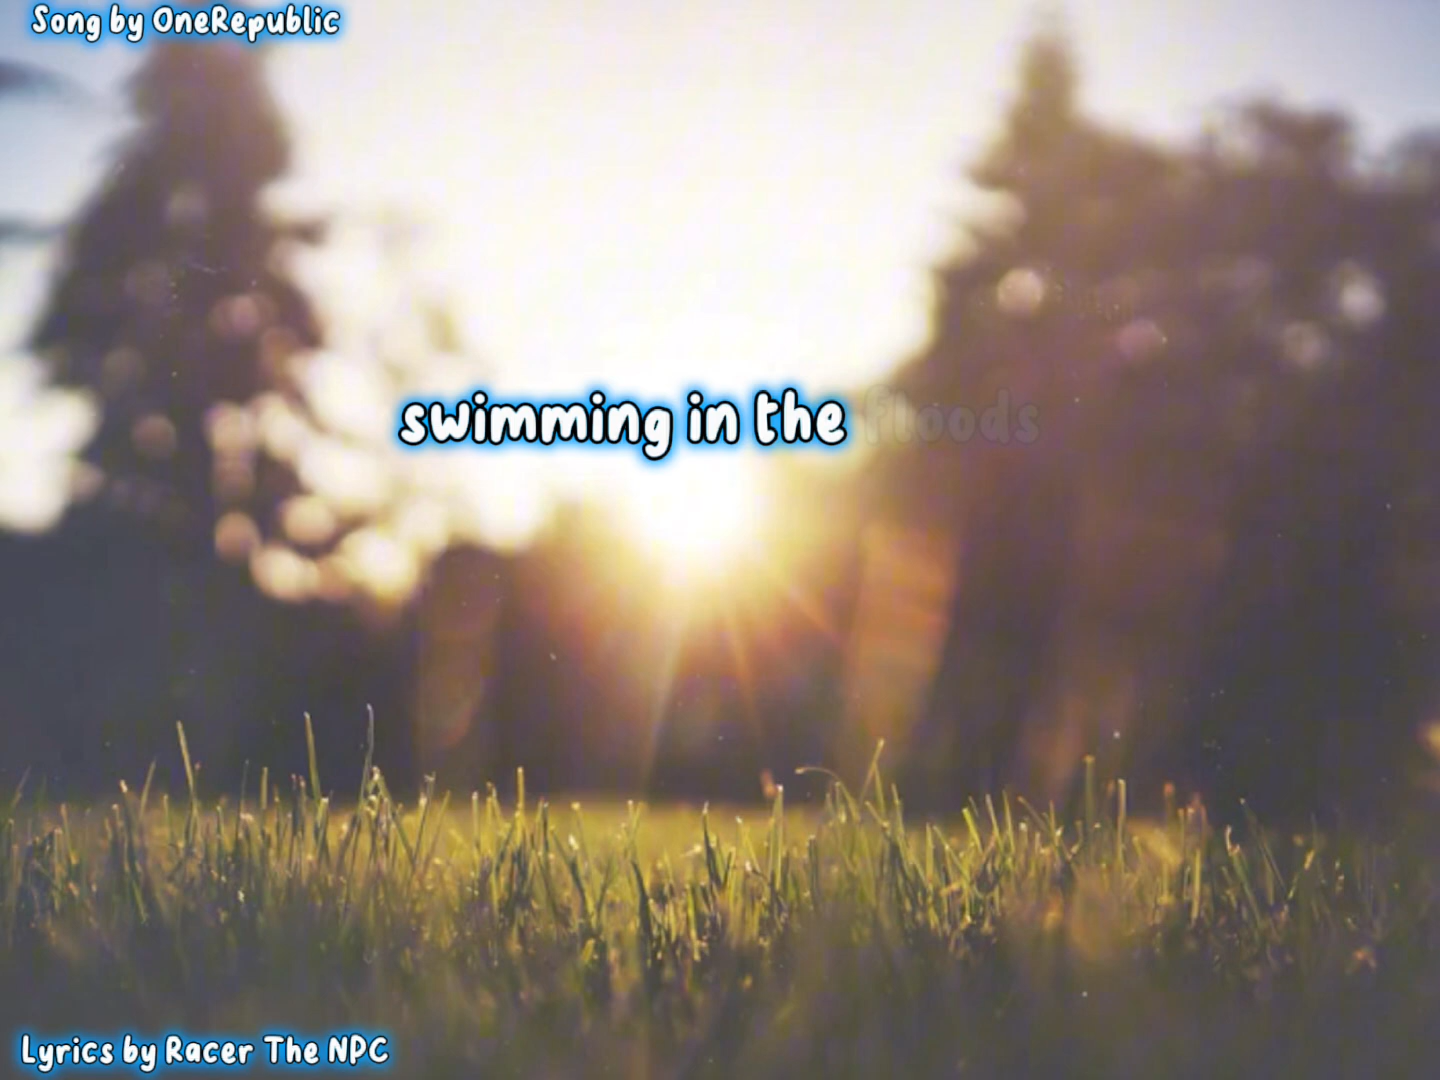 Song by OneRepublic
swimming in the floods
Lyrics by Racer The NPC